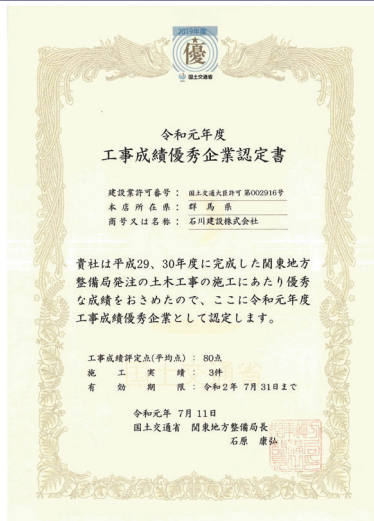 2019年度
優
国土交通省
令和元年度
工事成績優秀企業認定書
建設業許可番号： 国土交通大臣許可 第002916号
本店所在県： 群馬県
商号又は名称： 石川建設株式会社
貴社は平成29、30年度に完成した関東地方
整備局発注の土木工事の施工にあたり優秀
な成績をおさめたので、ここに令和元年度
工事成績優秀企業として認定します。
工事成績評定点(平均点)： 80点
施工実績： 3件
有効期限： 令和2年 7月31日まで
令和元年 7月11日
国土交通省 関東地方整備局長
石原 康弘